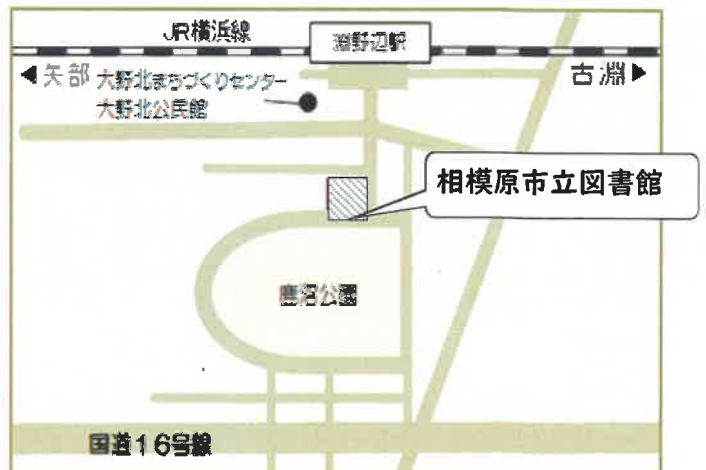 JR横浜線
淵野辺駅
◀矢部
古淵▶
大野北まちづくりセンター
大野北公民館
相模原市立図書館
鹿沼公園
国道16号線